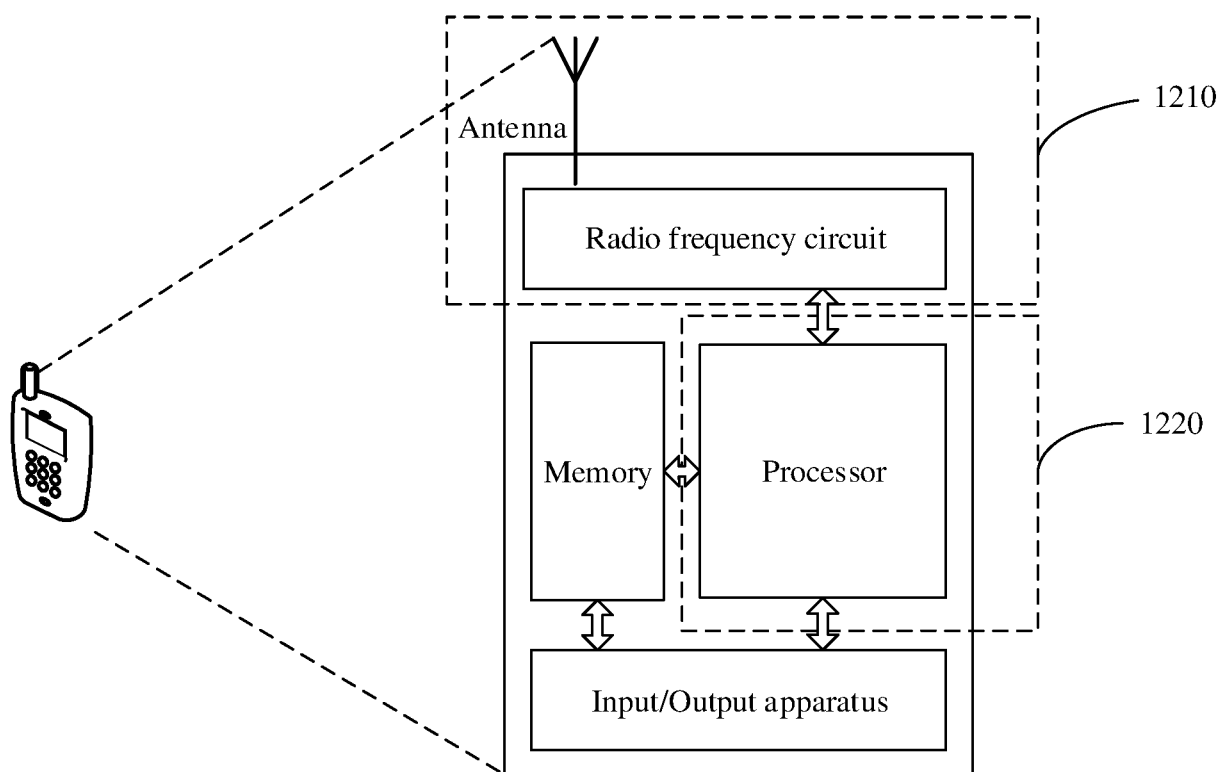 1210
Antenna
Radio frequency circuit
1220
Memory
Processor
Input/Output apparatus